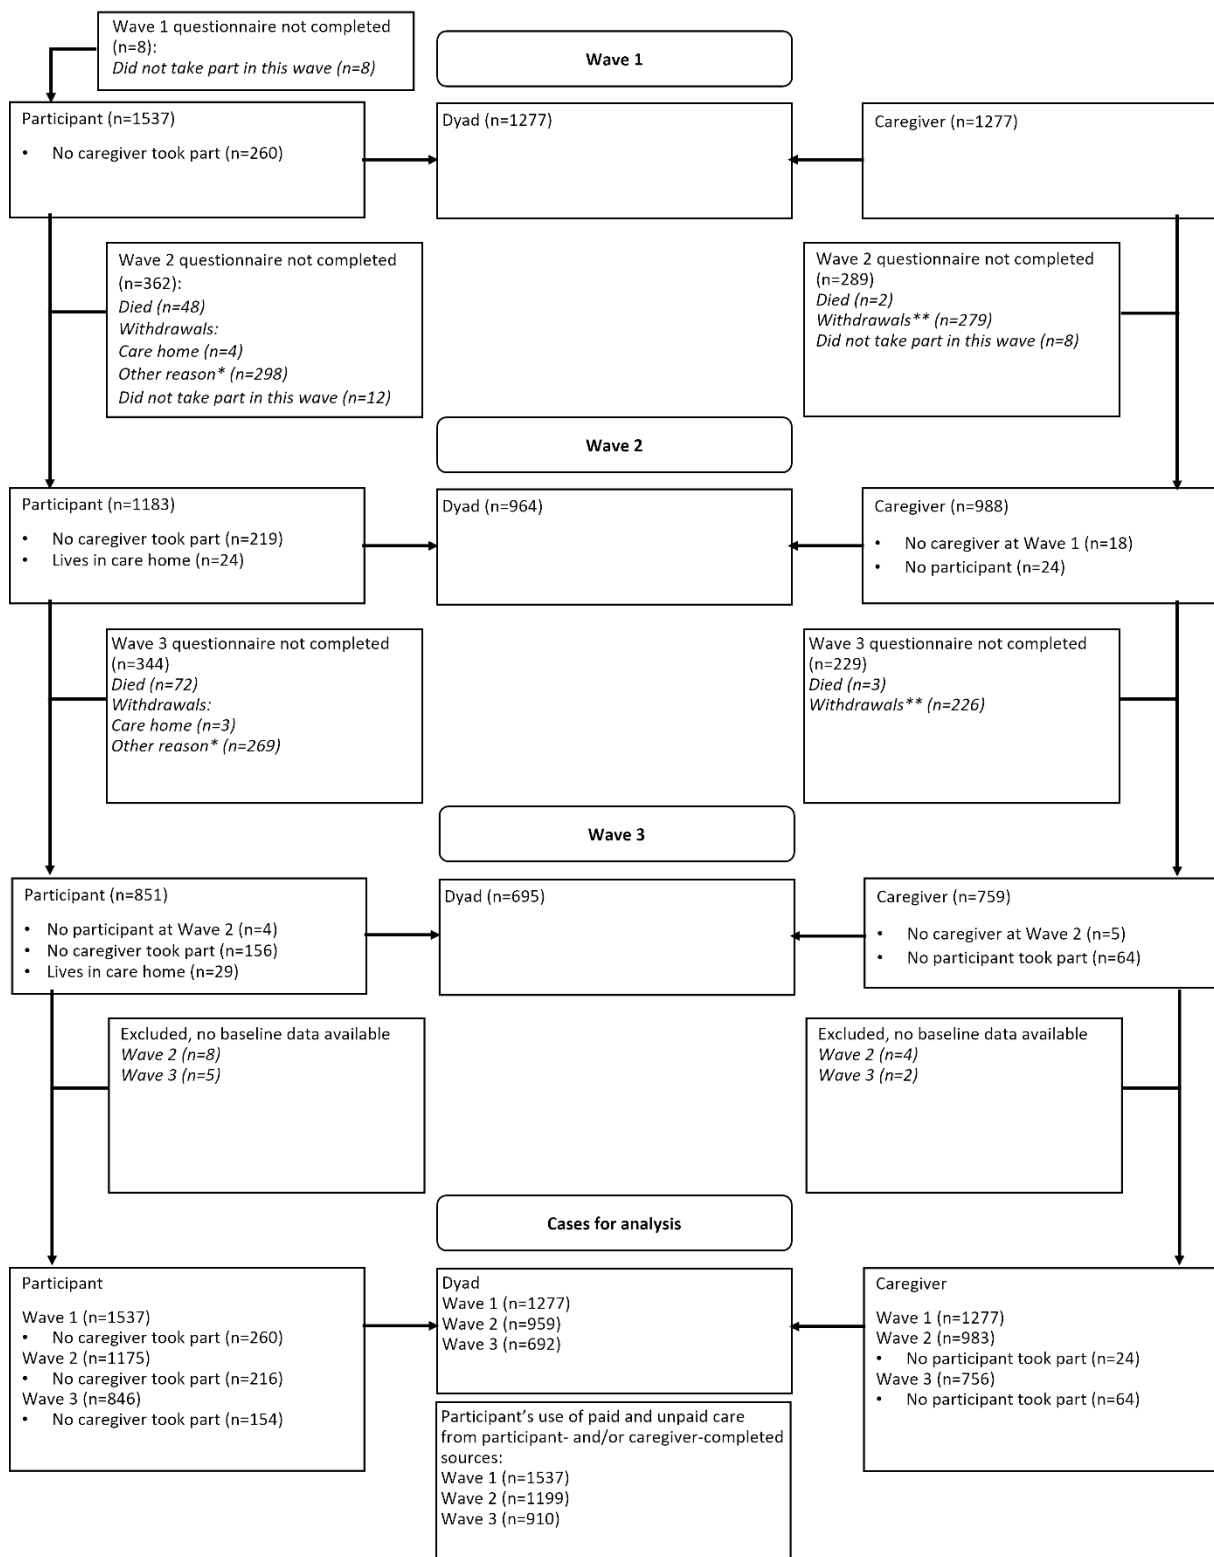 Wave 1 questionnaire not completed
(n=8):
Did not take part in this wave (n=8)
Wave 1
Participant (n=1537)
• No caregiver took part (n=260)
Dyad (n=1277)
Caregiver (n=1277)
Wave 2 questionnaire not completed
(n=362):
Died (n=48)
Withdrawals:
Care home (n=4)
Other reason* (n=298)
Did not take part in this wave (n=12)
Wave 2 questionnaire not completed
(n=289)
Died (n=2)
Withdrawals** (n=279)
Did not take part in this wave (n=8)
Wave 2
Participant (n=1183)
• No caregiver took part (n=219)
• Lives in care home (n=24)
Dyad (n=964)
Caregiver (n=988)
• No caregiver at Wave 1 (n=18)
• No participant (n=24)
Wave 3 questionnaire not completed
(n=344)
Died (n=72)
Withdrawals:
Care home (n=3)
Other reason* (n=269)
Wave 3 questionnaire not completed
(n=229)
Died (n=3)
Withdrawals** (n=226)
Wave 3
Participant (n=851)
• No participant at Wave 2 (n=4)
• No caregiver took part (n=156)
• Lives in care home (n=29)
Dyad (n=695)
Caregiver (n=759)
• No caregiver at Wave 2 (n=5)
• No participant took part (n=64)
Excluded, no baseline data available
Wave 2 (n=8)
Wave 3 (n=5)
Excluded, no baseline data available
Wave 2 (n=4)
Wave 3 (n=2)
Cases for analysis
Participant
Wave 1 (n=1537)
• No caregiver took part (n=260)
Wave 2 (n=1175)
• No caregiver took part (n=216)
Wave 3 (n=846)
• No caregiver took part (n=154)
Dyad
Wave 1 (n=1277)
Wave 2 (n=959)
Wave 3 (n=692)
Caregiver
Wave 1 (n=1277)
Wave 2 (n=983)
• No participant took part (n=24)
Wave 3 (n=756)
• No participant took part (n=64)
Participant’s use of paid and unpaid care
from participant- and/or caregiver-completed
sources:
Wave 1 (n=1537)
Wave 2 (n=1199)
Wave 3 (n=910)